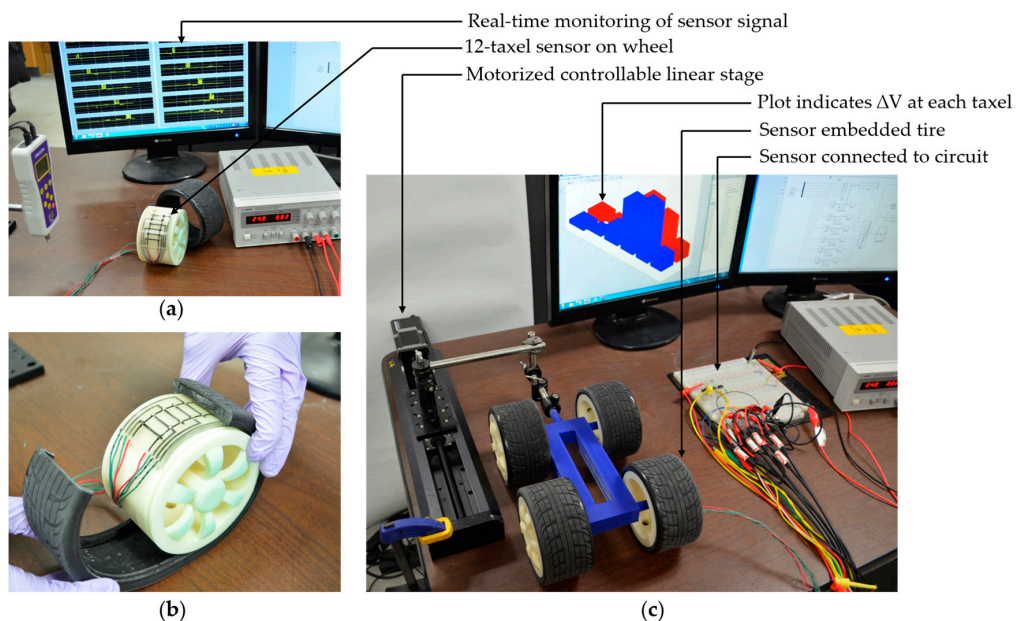 Real-time monitoring of sensor signal
12-taxel sensor on wheel
Motorized controllable linear stage
Plot indicates ΔV at each taxel
Sensor embedded tire
Sensor connected to circuit
(a)
(b)
(c)